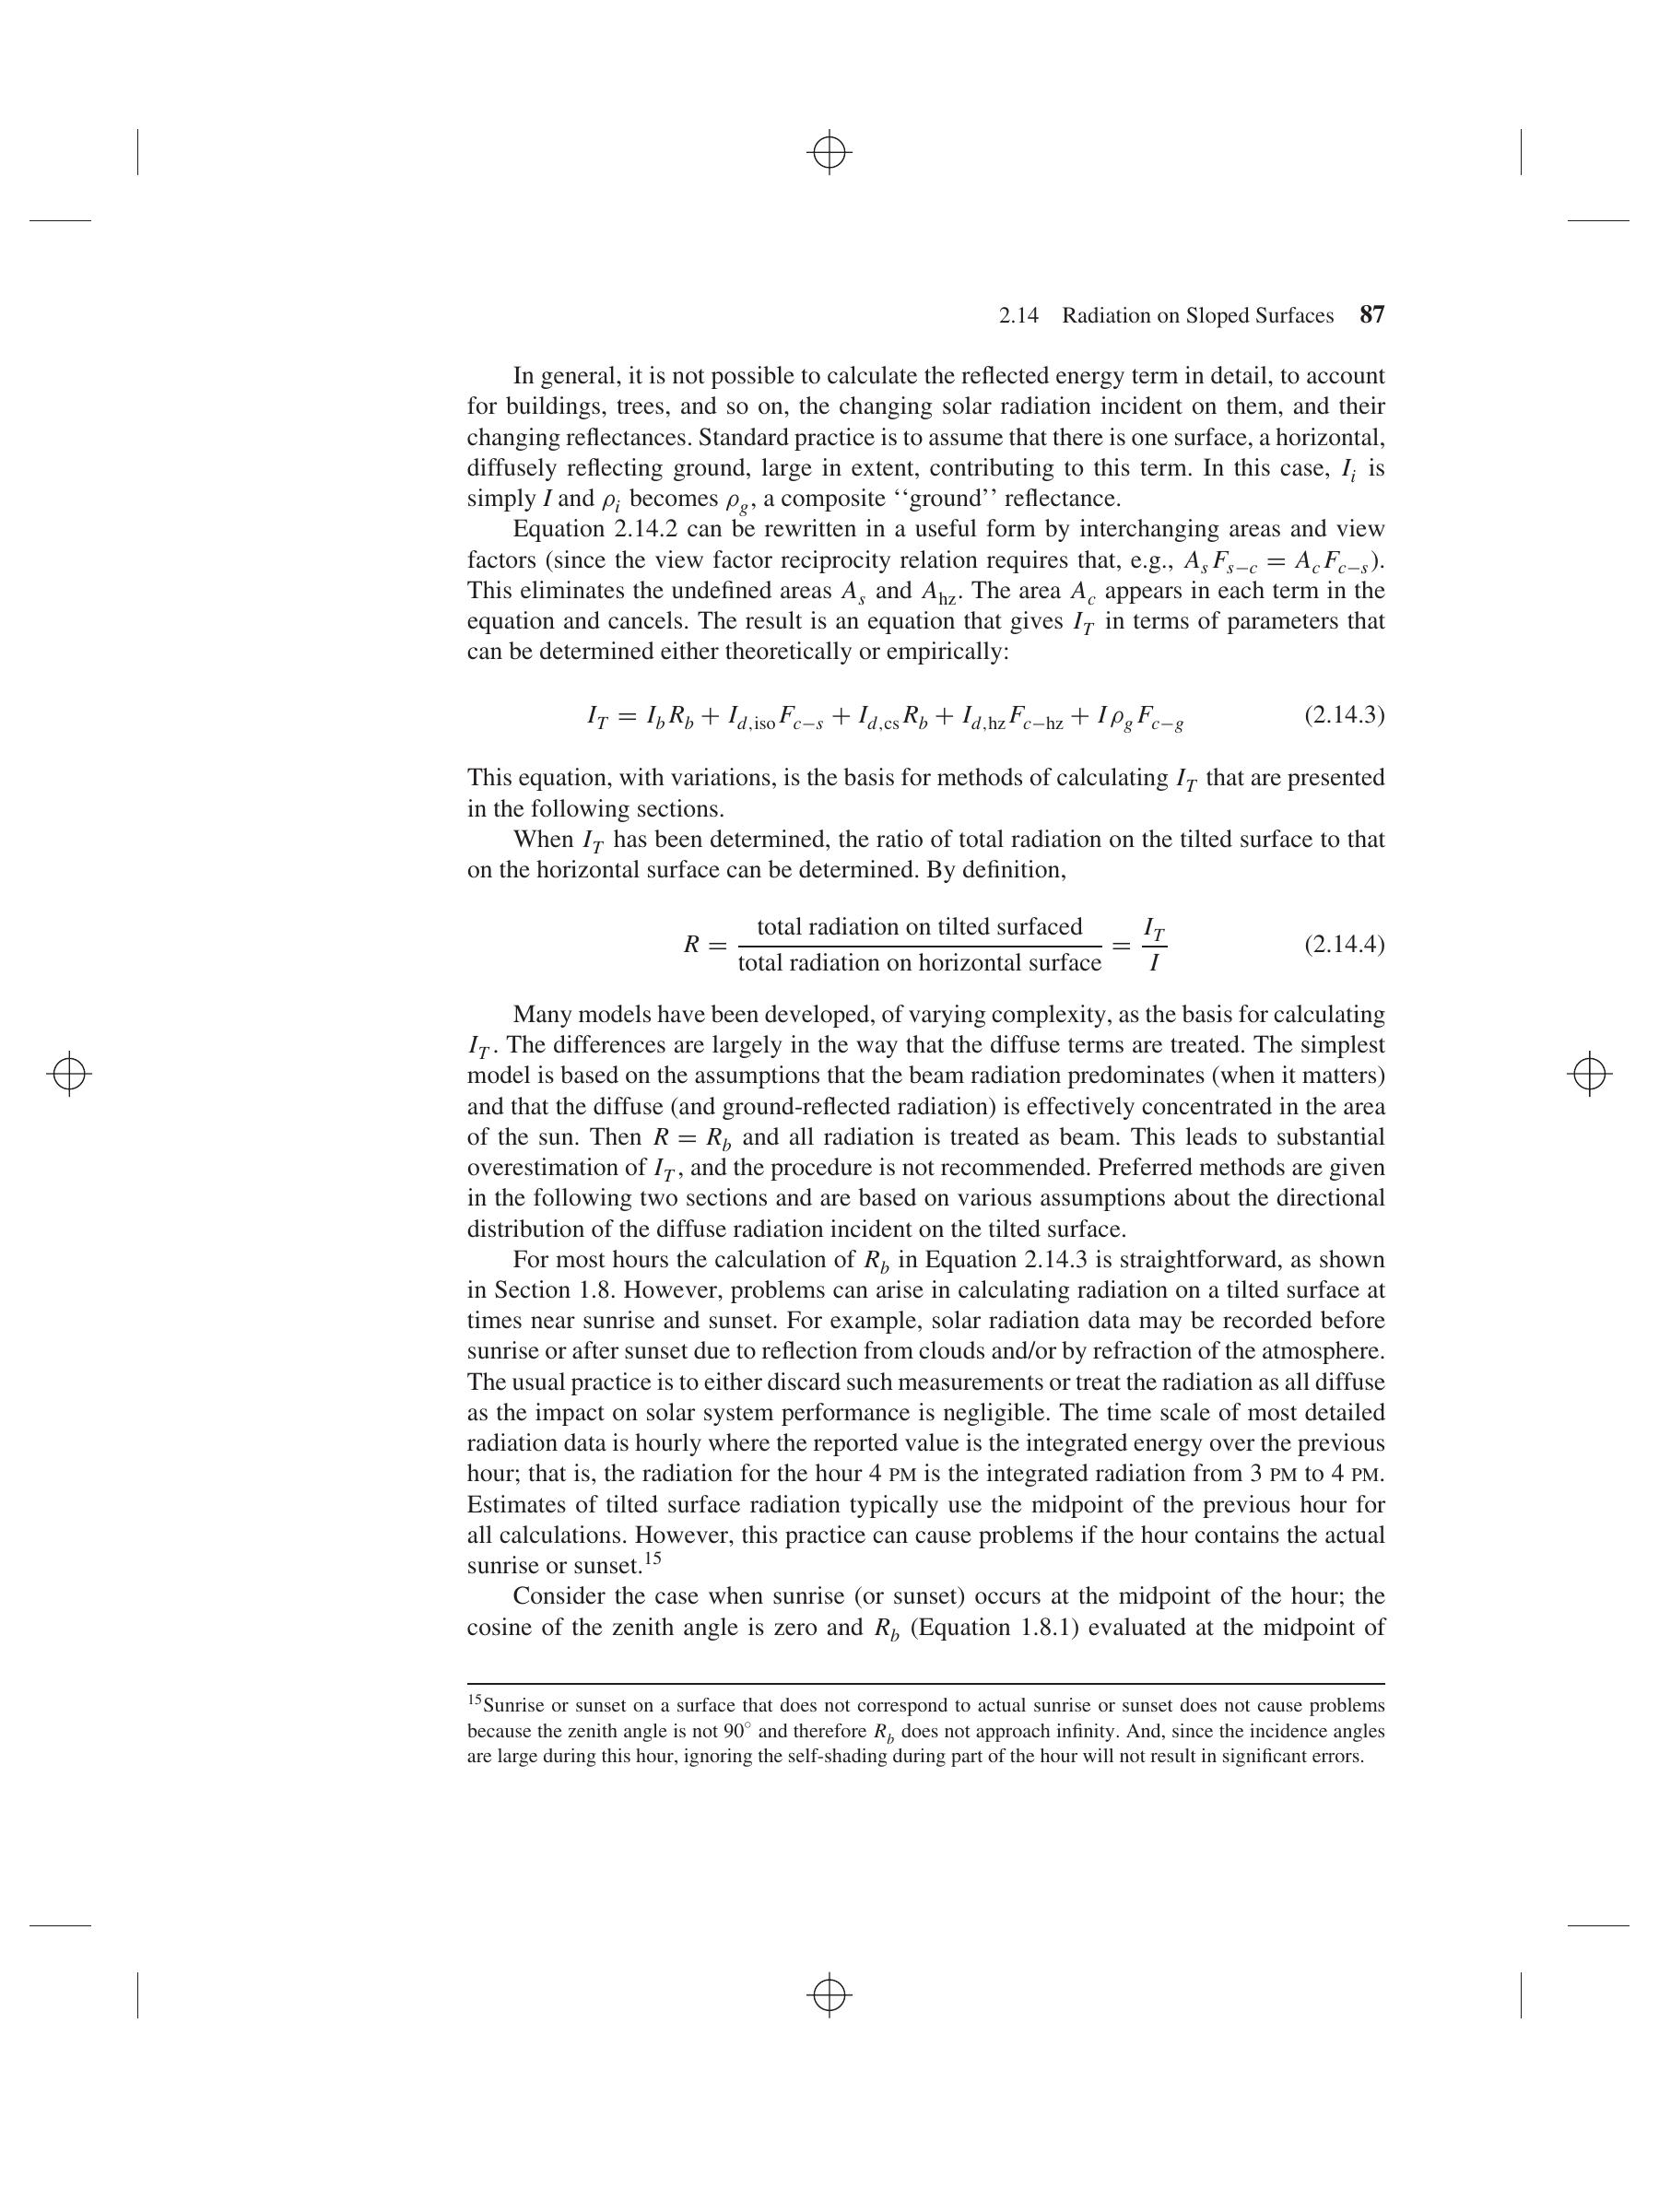 2.14 Radiation on Sloped Surfaces 87
In general, it is not possible to calculate the reflected energy term in detail, to account
for buildings, trees, and so on, the changing solar radiation incident on them, and their
changing reflectances. Standard practice is to assume that there is one surface, a horizontal,
diffusely reflecting ground, large in extent, contributing to this term. In this case, I_i is
simply I and ρ_i becomes ρ_g, a composite ‘‘ground’’ reflectance.
Equation 2.14.2 can be rewritten in a useful form by interchanging areas and view
factors (since the view factor reciprocity relation requires that, e.g., A_s F_{s−c} = A_c F_{c−s}).
This eliminates the undefined areas A_s and A_hz. The area A_c appears in each term in the
equation and cancels. The result is an equation that gives I_T in terms of parameters that
can be determined either theoretically or empirically:
I_T = I_b R_b + I_{d,iso} F_{c−s} + I_{d,cs} R_b + I_{d,hz} F_{c−hz} + I ρ_g F_{c−g} (2.14.3)
This equation, with variations, is the basis for methods of calculating I_T that are presented
in the following sections.
When I_T has been determined, the ratio of total radiation on the tilted surface to that
on the horizontal surface can be determined. By definition,
R = total radiation on tilted surfaced / total radiation on horizontal surface = I_T / I (2.14.4)
Many models have been developed, of varying complexity, as the basis for calculating
I_T. The differences are largely in the way that the diffuse terms are treated. The simplest
model is based on the assumptions that the beam radiation predominates (when it matters)
and that the diffuse (and ground-reflected radiation) is effectively concentrated in the area
of the sun. Then R = R_b and all radiation is treated as beam. This leads to substantial
overestimation of I_T, and the procedure is not recommended. Preferred methods are given
in the following two sections and are based on various assumptions about the directional
distribution of the diffuse radiation incident on the tilted surface.
For most hours the calculation of R_b in Equation 2.14.3 is straightforward, as shown
in Section 1.8. However, problems can arise in calculating radiation on a tilted surface at
times near sunrise and sunset. For example, solar radiation data may be recorded before
sunrise or after sunset due to reflection from clouds and/or by refraction of the atmosphere.
The usual practice is to either discard such measurements or treat the radiation as all diffuse
as the impact on solar system performance is negligible. The time scale of most detailed
radiation data is hourly where the reported value is the integrated energy over the previous
hour; that is, the radiation for the hour 4 PM is the integrated radiation from 3 PM to 4 PM.
Estimates of tilted surface radiation typically use the midpoint of the previous hour for
all calculations. However, this practice can cause problems if the hour contains the actual
sunrise or sunset.¹⁵
Consider the case when sunrise (or sunset) occurs at the midpoint of the hour; the
cosine of the zenith angle is zero and R_b (Equation 1.8.1) evaluated at the midpoint of
¹⁵Sunrise or sunset on a surface that does not correspond to actual sunrise or sunset does not cause problems
because the zenith angle is not 90° and therefore R_b does not approach infinity. And, since the incidence angles
are large during this hour, ignoring the self-shading during part of the hour will not result in significant errors.